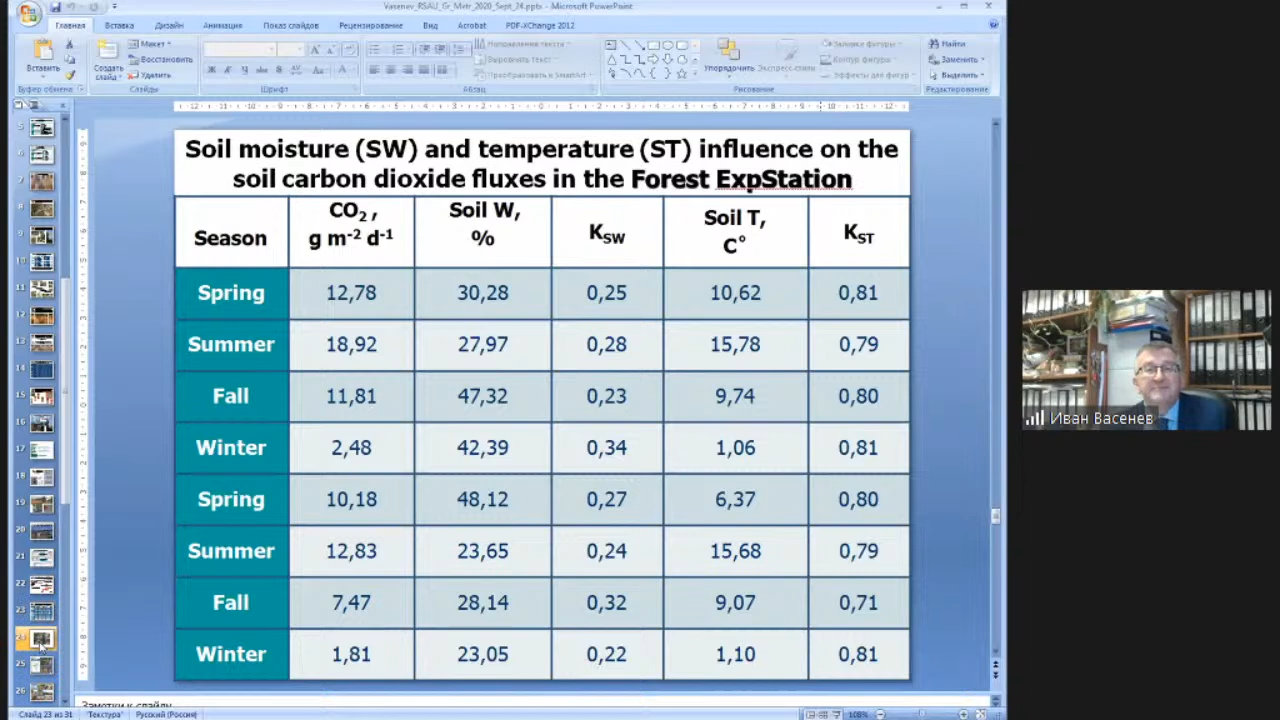 Vasenev_RSAU_Gr_Metr_2020_Sept_24.pptx - Microsoft PowerPoint
Главная Вставка Дизайн Анимация Показ слайдов Рецензирование Вид Acrobat PDF-XChange 2012
Вставить
Создать слайд
Макет
Восстановить
Удалить
Направление текста
Выровнять текст
Преобразовать в SmartArt
Упорядочить
Экспресс-стили
Заливка фигуры
Контур фигуры
Эффекты для фигур
Найти
Заменить
Выделить
Буфер обмена Слайды Шрифт Абзац Рисование Редактирование
Soil moisture (SW) and temperature (ST) influence on the
soil carbon dioxide fluxes in the Forest ExpStation
Season CO2 , g m-2 d-1 Soil W, % KSW Soil T, C° KST
Spring 12,78 30,28 0,25 10,62 0,81
Summer 18,92 27,97 0,28 15,78 0,79
Fall 11,81 47,32 0,23 9,74 0,80
Winter 2,48 42,39 0,34 1,06 0,81
Spring 10,18 48,12 0,27 6,37 0,80
Summer 12,83 23,65 0,24 15,68 0,79
Fall 7,47 28,14 0,32 9,07 0,71
Winter 1,81 23,05 0,22 1,10 0,81
Иван Васенев
Заметки к слайду
Слайд 23 из 31 "Текстура" Русский (Россия) 108%